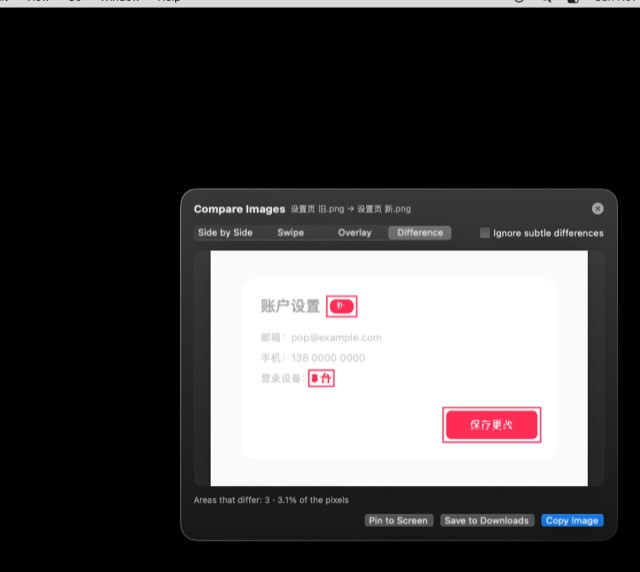 Window
Help
Compare Images 设置页 旧.png → 设置页 新.png
Side by Side Swipe Overlay Difference Ignore subtle differences
账户设置
邮箱: pop@example.com
手机: 138 0000 0000
登录设备:
保存更改
Areas that differ: 3 · 3.1% of the pixels
Pin to Screen Save to Downloads Copy Image